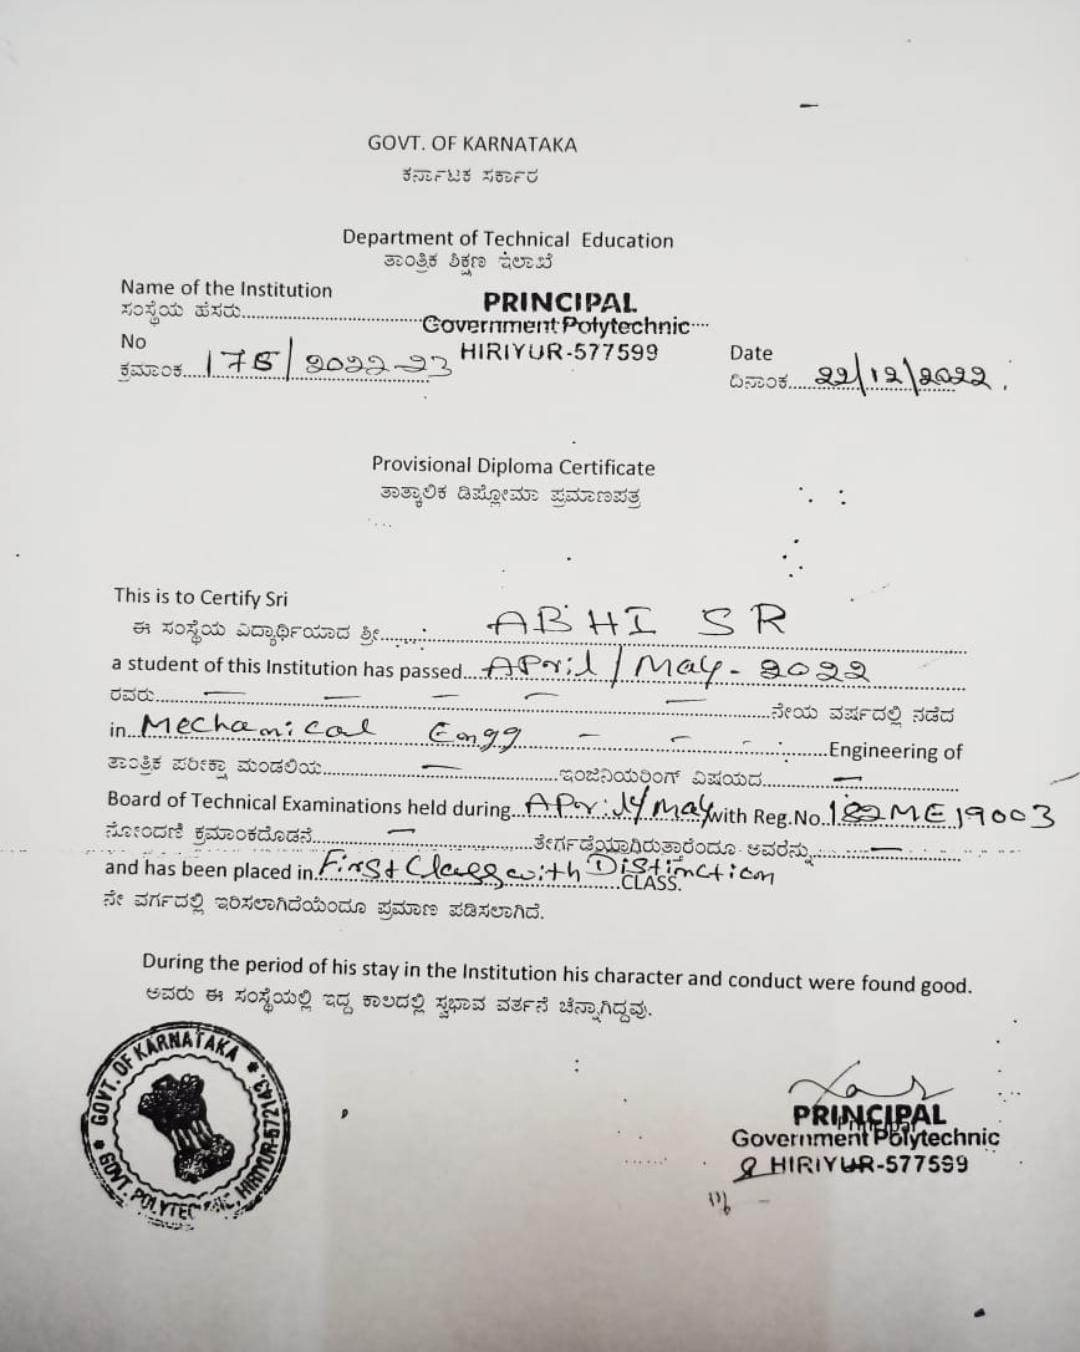 GOVT. OF KARNATAKA
ಕರ್ನಾಟಕ ಸರ್ಕಾರ
Department of Technical Education
ತಾಂತ್ರಿಕ ಶಿಕ್ಷಣ ಇಲಾಖೆ
Name of the Institution
ಸಂಸ್ಥೆಯ ಹೆಸರು
PRINCIPAL
Government Polytechnic
HIRIYUR-577599
No
ಕ್ರಮಾಂಕ 175/2022-23
Date
ದಿನಾಂಕ 22/12/2022
Provisional Diploma Certificate
ತಾತ್ಕಾಲಿಕ ಡಿಪ್ಲೋಮಾ ಪ್ರಮಾಣಪತ್ರ
This is to Certify Sri
ಈ ಸಂಸ್ಥೆಯ ವಿದ್ಯಾರ್ಥಿಯಾದ ಶ್ರೀ ABHI SR
a student of this Institution has passed April/May-2022
ರವರು ನೇಯ ವರ್ಷದಲ್ಲಿ ನಡೆದ
in Mechanical Engg Engineering of
ತಾಂತ್ರಿಕ ಪರೀಕ್ಷಾ ಮಂಡಲಿಯ ಇಂಜಿನಿಯರಿಂಗ್ ವಿಷಯದ
Board of Technical Examinations held during April/May with Reg.No. 182ME19003
ನೋಂದಣಿ ಕ್ರಮಾಂಕದೊಡನೆ ತೇರ್ಗಡೆಯಾಗಿರುತ್ತಾರೆಂದೂ ಅವರನ್ನು
and has been placed in First Class with Distinction CLASS.
ನೇ ವರ್ಗದಲ್ಲಿ ಇರಿಸಲಾಗಿದೆಯೆಂದೂ ಪ್ರಮಾಣ ಪಡಿಸಲಾಗಿದೆ.
During the period of his stay in the Institution his character and conduct were found good.
ಅವರು ಈ ಸಂಸ್ಥೆಯಲ್ಲಿ ಇದ್ದ ಕಾಲದಲ್ಲಿ ಸ್ವಭಾವ ವರ್ತನೆ ಚೆನ್ನಾಗಿದ್ದವು.
GOVT. OF KARNATAKA
GOVT. POLYTECHNIC, HIRIYUR-572143.
PRINCIPAL
Principal
Government Polytechnic
HIRIYUR-577599